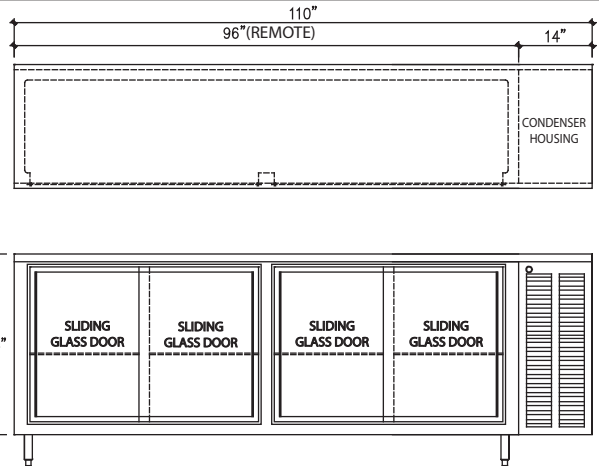 110"
96"(REMOTE)
14"
CONDENSER
HOUSING
SLIDING
GLASS DOOR
SLIDING
GLASS DOOR
SLIDING
GLASS DOOR
SLIDING
GLASS DOOR
"